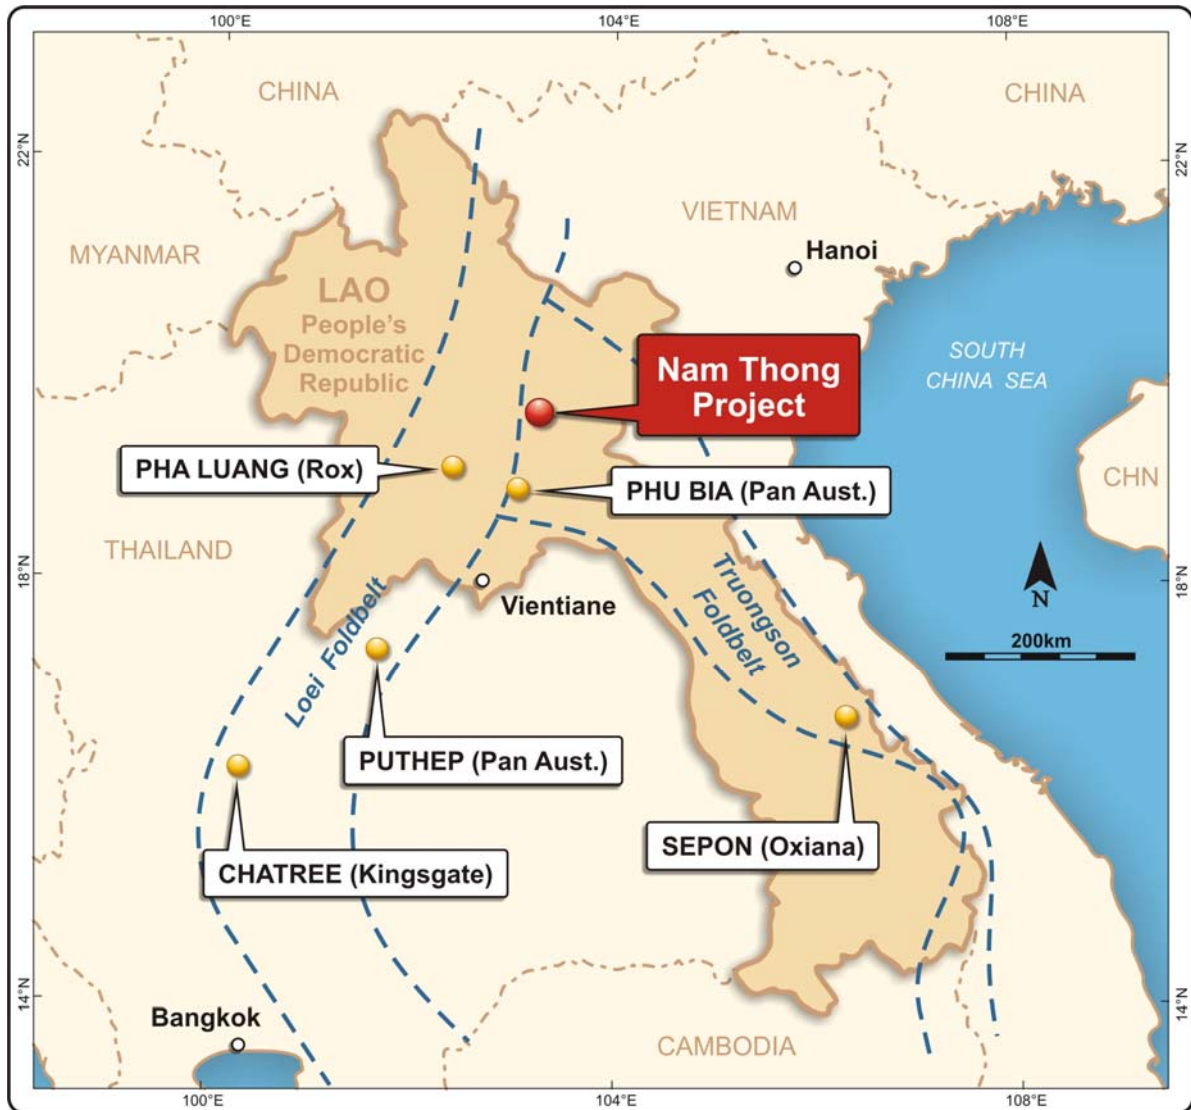 100°E
104°E
108°E
CHINA
CHINA
22°N
22°N
VIETNAM
MYANMAR
Hanoi
LAO
People's
Democratic
Republic
SOUTH
CHINA SEA
Nam Thong
Project
PHA LUANG (Rox)
PHU BIA (Pan Aust.)
CHN
THAILAND
18°N
18°N
N
Vientiane
Truongson
Foldbelt
200km
Loei Foldbelt
PUTHEP (Pan Aust.)
SEPON (Oxiana)
CHATREE (Kingsgate)
14°N
14°N
Bangkok
CAMBODIA
100°E
104°E
108°E